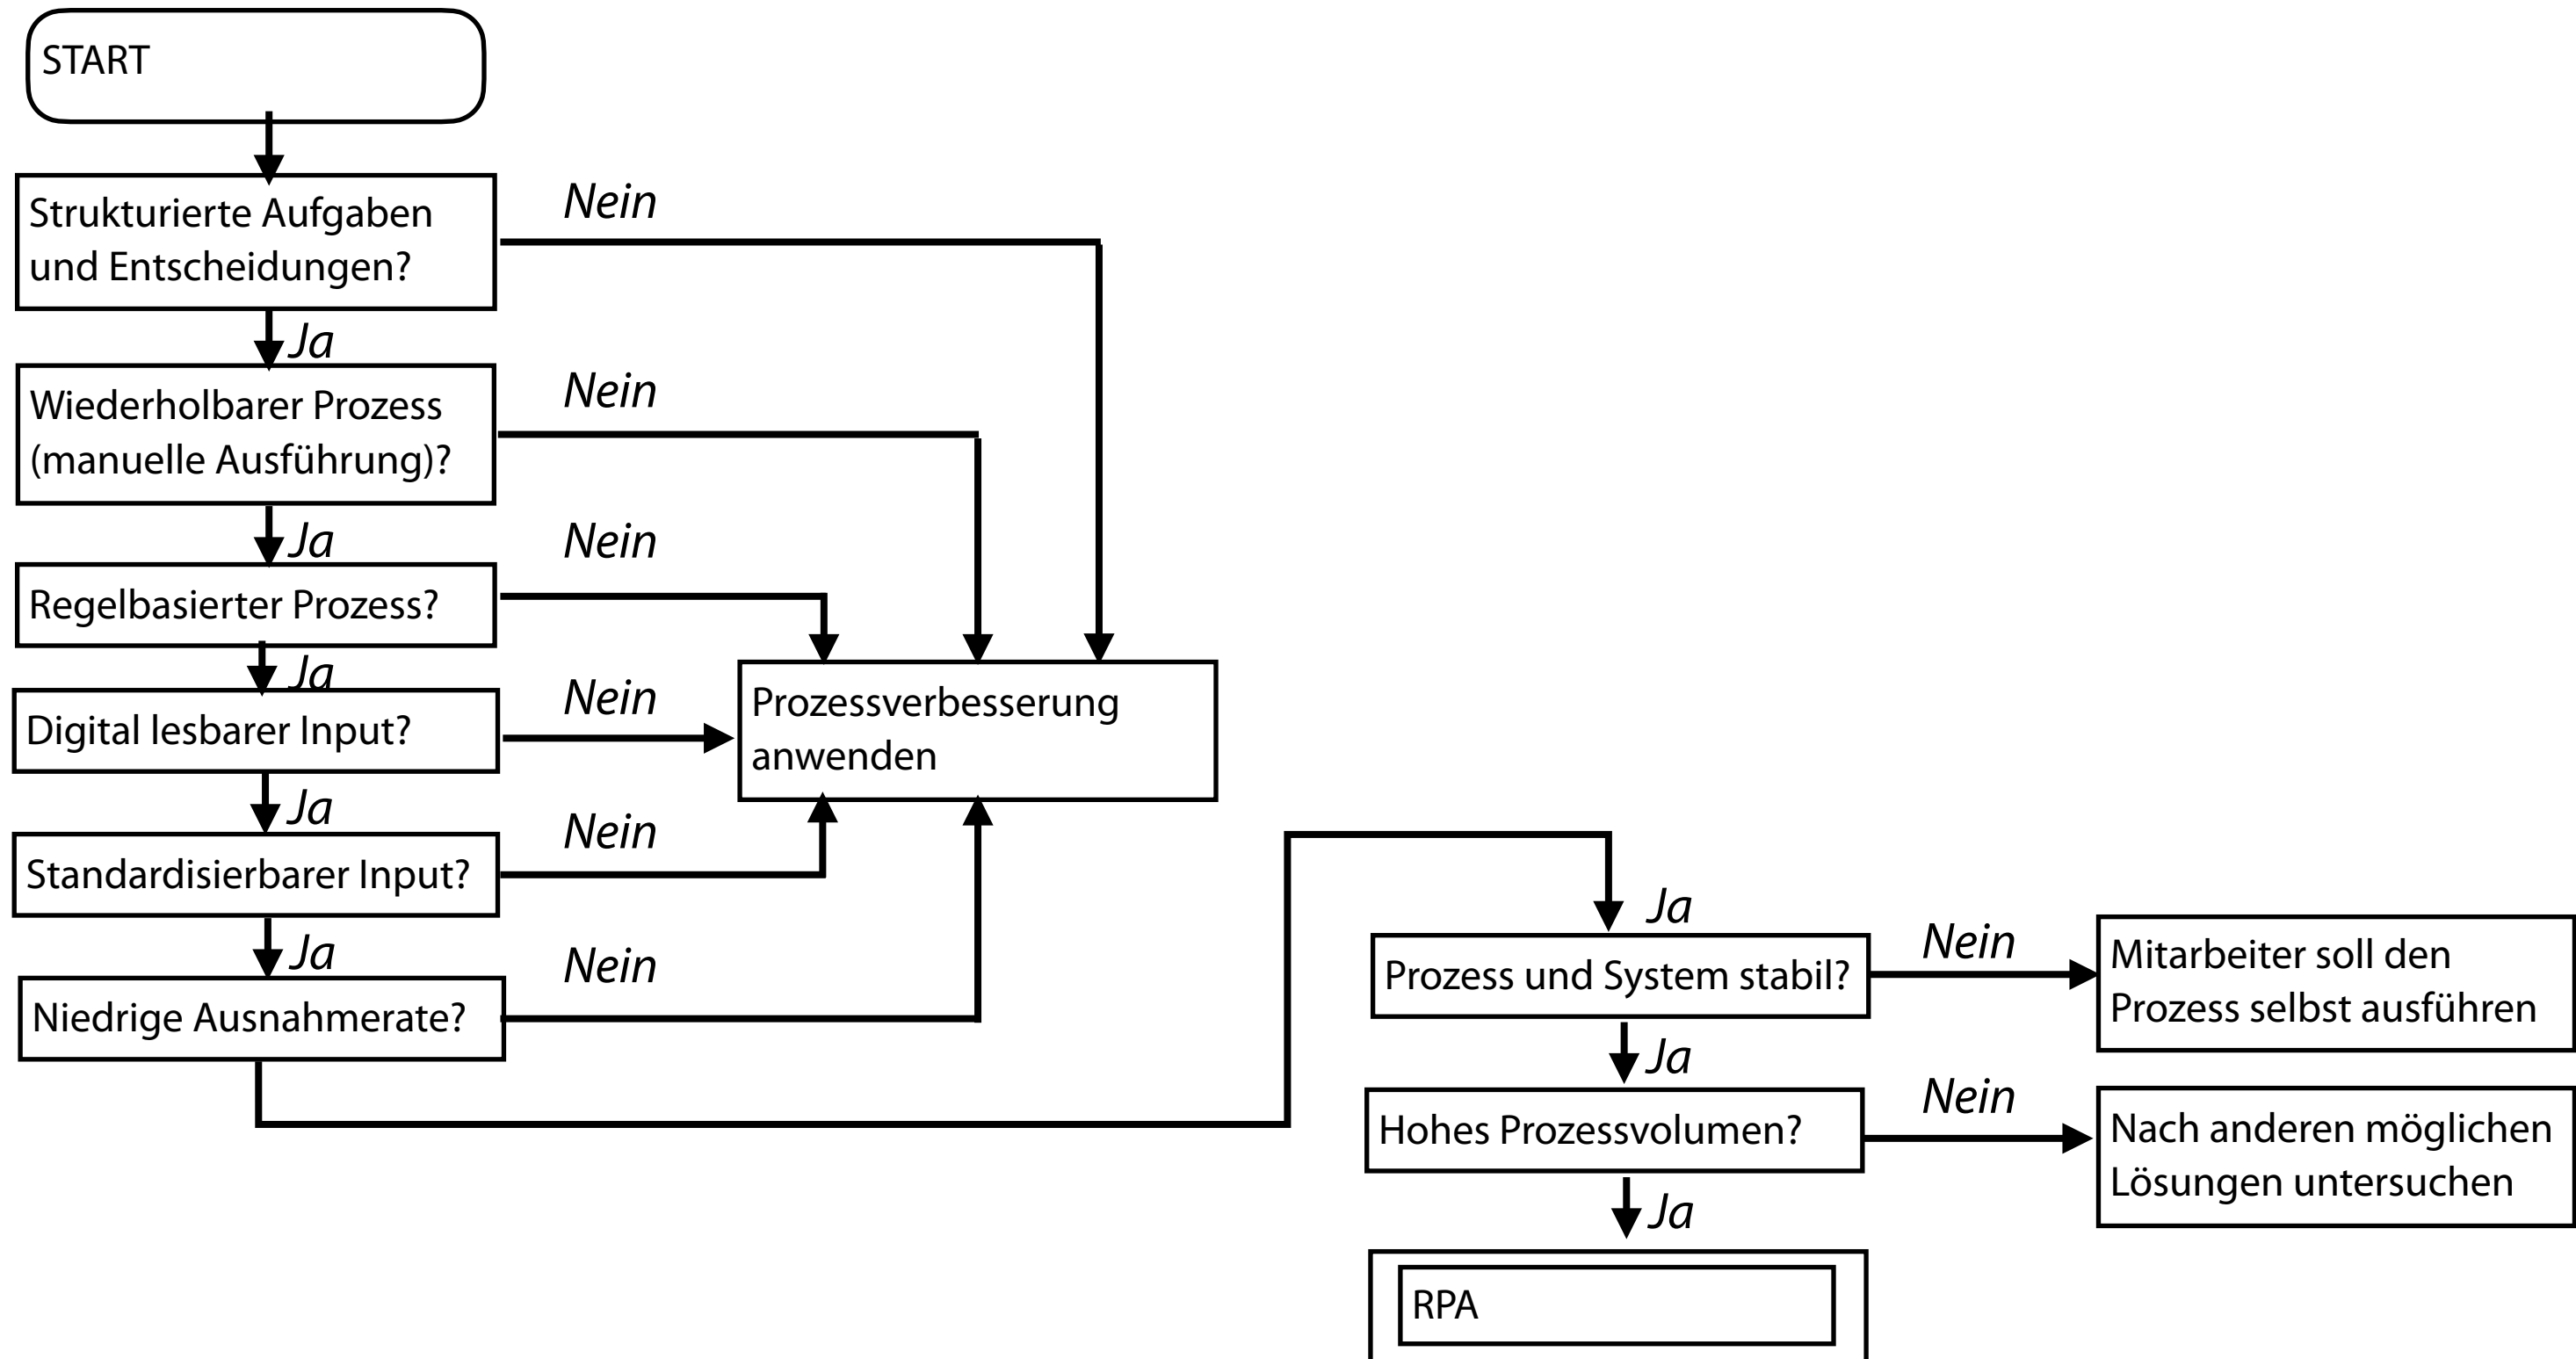 START
Strukturierte Aufgaben
und Entscheidungen?
Nein
Ja
Wiederholbarer Prozess
(manuelle Ausführung)?
Nein
Ja
Regelbasierter Prozess?
Nein
Ja
Digital lesbarer Input?
Nein
Prozessverbesserung
anwenden
Ja
Standardisierbarer Input?
Nein
Ja
Niedrige Ausnahmerate?
Nein
Ja
Prozess und System stabil?
Nein
Mitarbeiter soll den
Prozess selbst ausführen
Ja
Hohes Prozessvolumen?
Nein
Nach anderen möglichen
Lösungen untersuchen
Ja
RPA